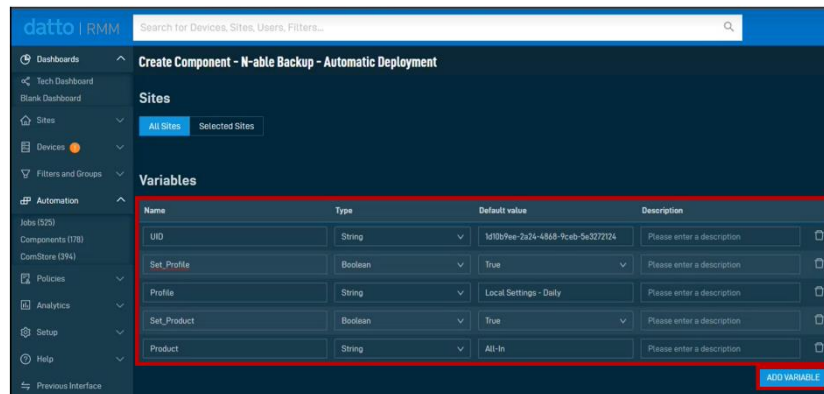 datto | RMM
Search for Devices, Sites, Users, Filters...
Dashboards
Tech Dashboard
Blank Dashboard
Sites
Devices
Filters and Groups
Automation
Jobs (525)
Components (178)
ComStore (394)
Policies
Analytics
Setup
Help
Previous Interface
Create Component - N-able Backup - Automatic Deployment
Sites
All Sites Selected Sites
Variables
Name Type Default value Description
UID String 1d10b9ee-2a24-4868-9ceb-5e3272124 Please enter a description
Set_Profile Boolean True Please enter a description
Profile String Local Settings - Daily Please enter a description
Set_Product Boolean True Please enter a description
Product String All-In Please enter a description
ADD VARIABLE